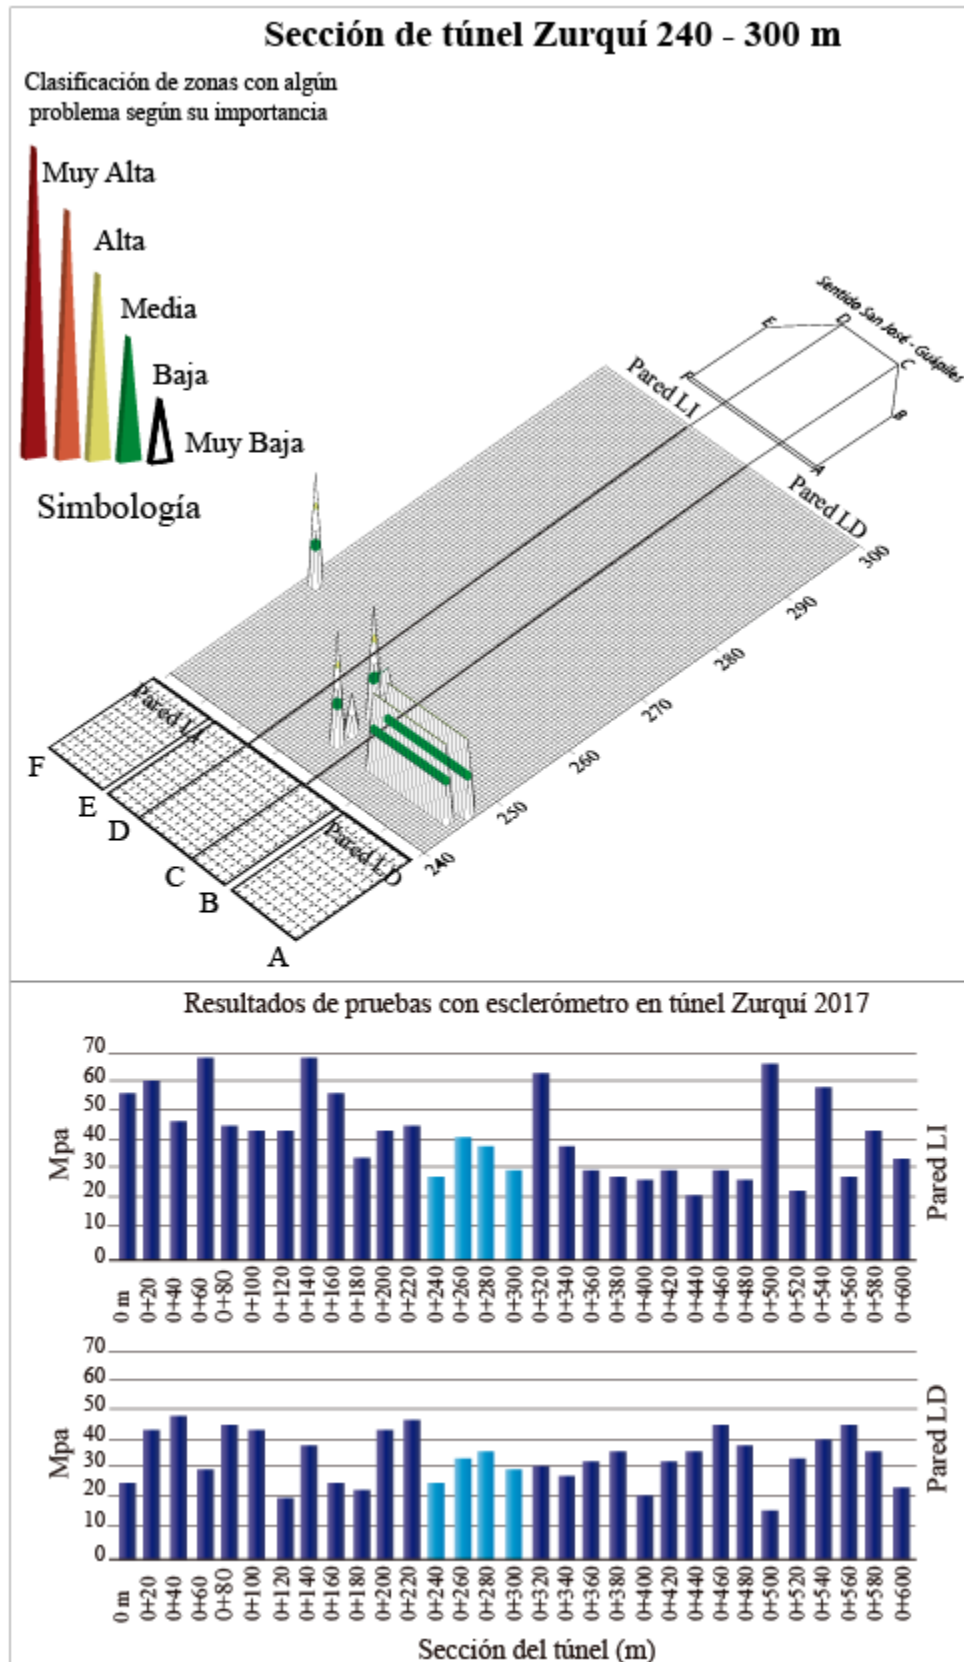 Sección de túnel Zurquí 240 - 300 m
Clasificación de zonas con algún
problema según su importancia
Muy Alta
Alta
Media
Baja
Muy Baja
Simbología
Sentido San José - Guápiles
E
D
C
F
B
A
Pared LI
Pared LD
300
290
280
270
260
250
240
Pared LI
Pared LD
F
E
D
C
B
A
Resultados de pruebas con esclerómetro en túnel Zurquí 2017
70
60
50
40
30
20
10
0
Mpa
Pared LI
0 m 0+20 0+40 0+60 0+80 0+100 0+120 0+140 0+160 0+180 0+200 0+220 0+240 0+260 0+280 0+300 0+320 0+340 0+360 0+380 0+400 0+420 0+440 0+460 0+480 0+500 0+520 0+540 0+560 0+580 0+600
70
60
50
40
30
20
10
0
Mpa
Pared LD
0 m 0+20 0+40 0+60 0+80 0+100 0+120 0+140 0+160 0+180 0+200 0+220 0+240 0+260 0+280 0+300 0+320 0+340 0+360 0+380 0+400 0+420 0+440 0+460 0+480 0+500 0+520 0+540 0+560 0+580 0+600
Sección del túnel (m)